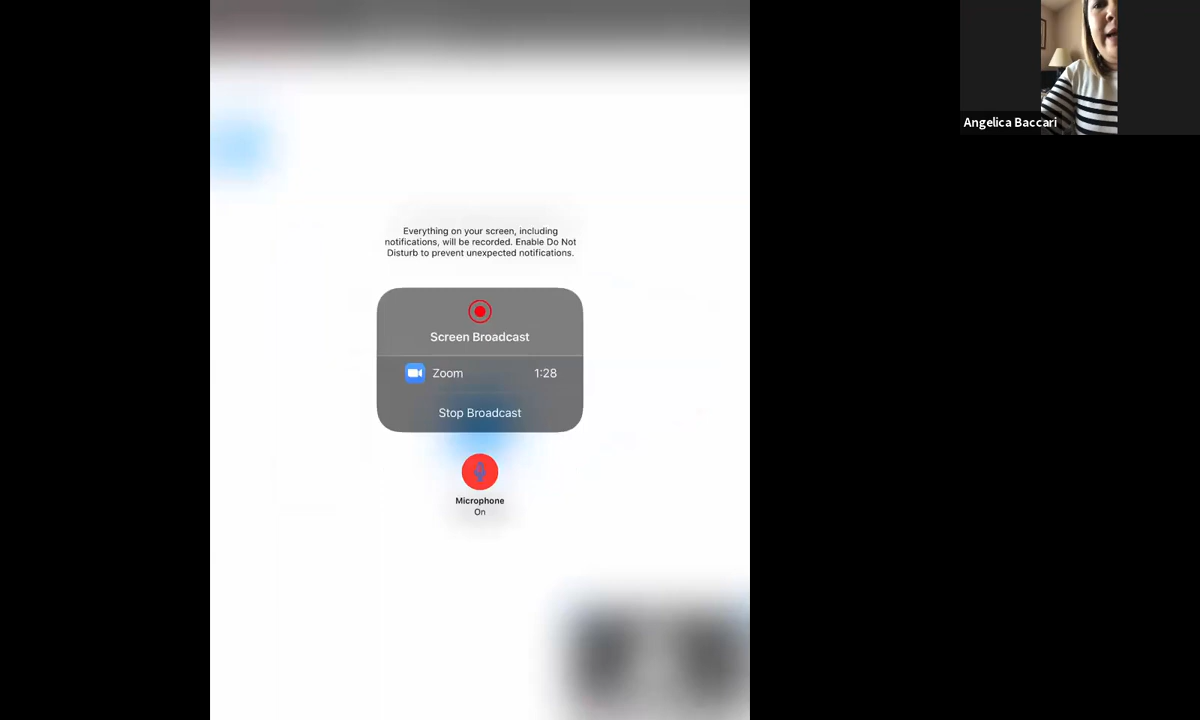 Angelica Baccari
Everything on your screen, including
notifications, will be recorded. Enable Do Not
Disturb to prevent unexpected notifications.
Screen Broadcast
Zoom 1:28
Stop Broadcast
Microphone
On